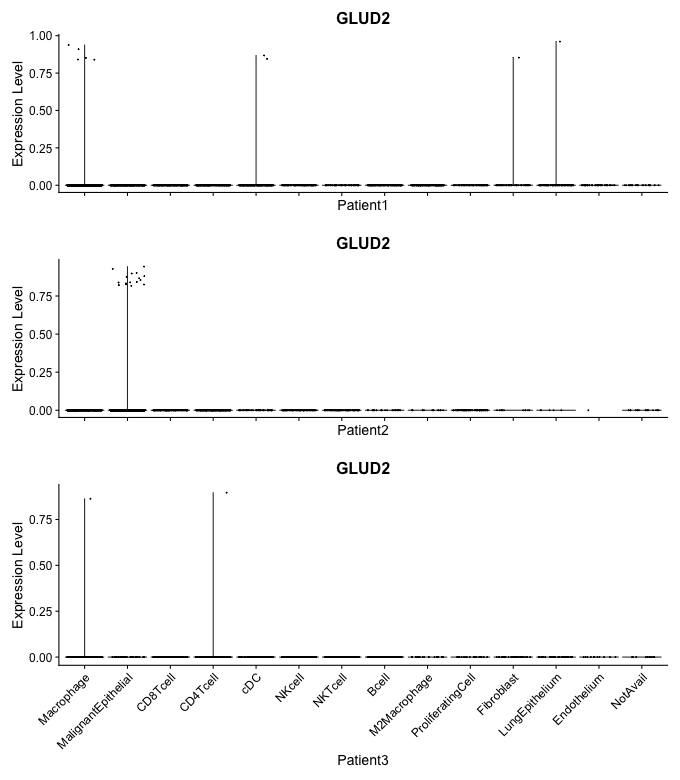 GLUD2
Expression Level
1.00
0.75
0.50
0.25
0.00
Patient1
GLUD2
Expression Level
0.75
0.50
0.25
0.00
Patient2
GLUD2
Expression Level
0.75
0.50
0.25
0.00
Macrophage
MalignantEpithelial
CD8Tcell
CD4Tcell
cDC
NKcell
NKTcell
Bcell
M2Macrophage
ProliferatingCell
Fibroblast
LungEpithelium
Endothelium
NotAvail
Patient3